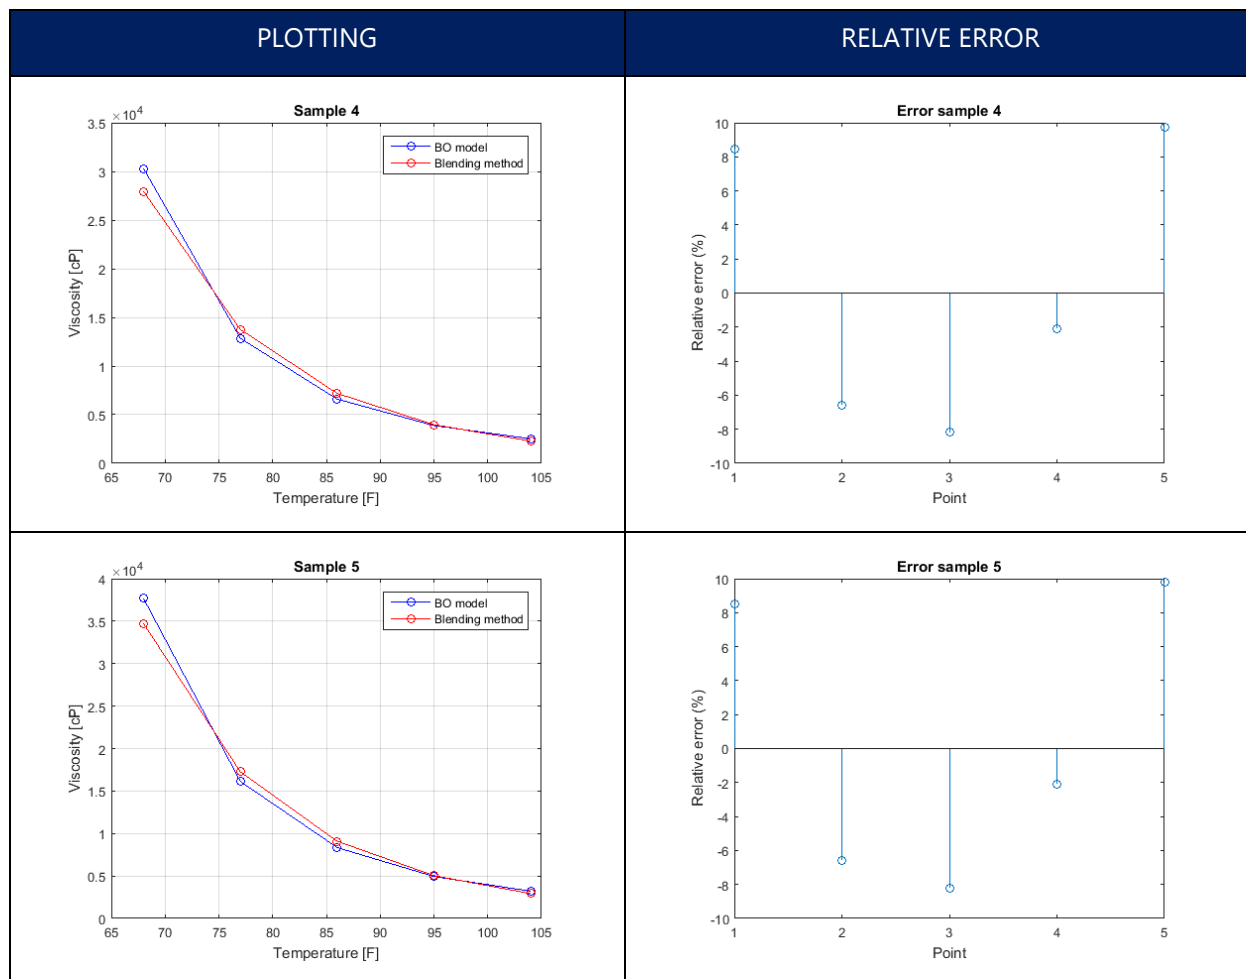 PLOTTING
RELATIVE ERROR
Sample 4
×10⁴
3.5
3
2.5
2
1.5
1
0.5
0
65 70 75 80 85 90 95 100 105
Viscosity [cP]
Temperature [F]
BO model
Blending method
Error sample 4
10
8
6
4
2
0
-2
-4
-6
-8
-10
1 2 3 4 5
Relative error (%)
Point
Sample 5
×10⁴
4
3.5
3
2.5
2
1.5
1
0.5
0
65 70 75 80 85 90 95 100 105
Viscosity [cP]
Temperature [F]
BO model
Blending method
Error sample 5
10
8
6
4
2
0
-2
-4
-6
-8
-10
1 2 3 4 5
Relative error (%)
Point